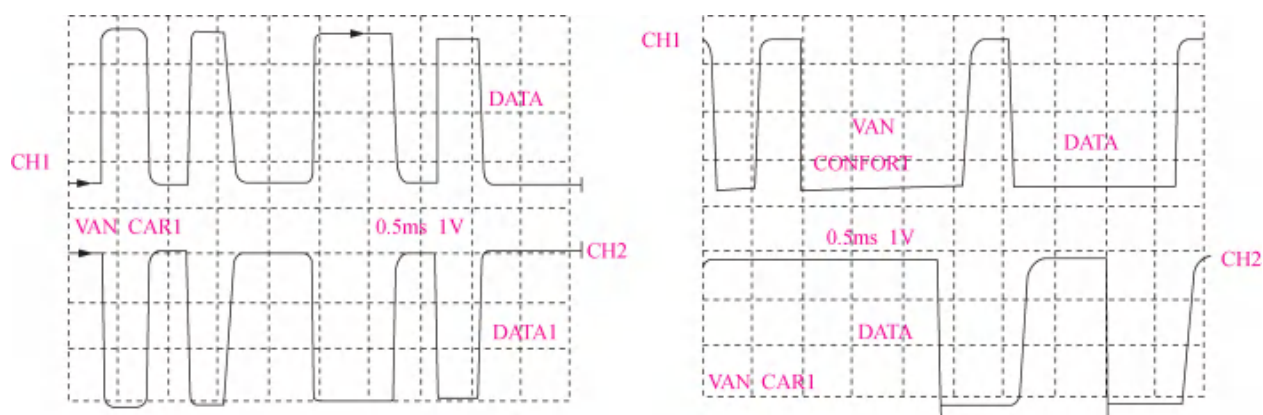 DATA
CH1
VAN CAR1
0.5ms 1V
CH2
DATA1
CH1
VAN
CONFORT
DATA
0.5ms 1V
CH2
DATA
VAN CAR1